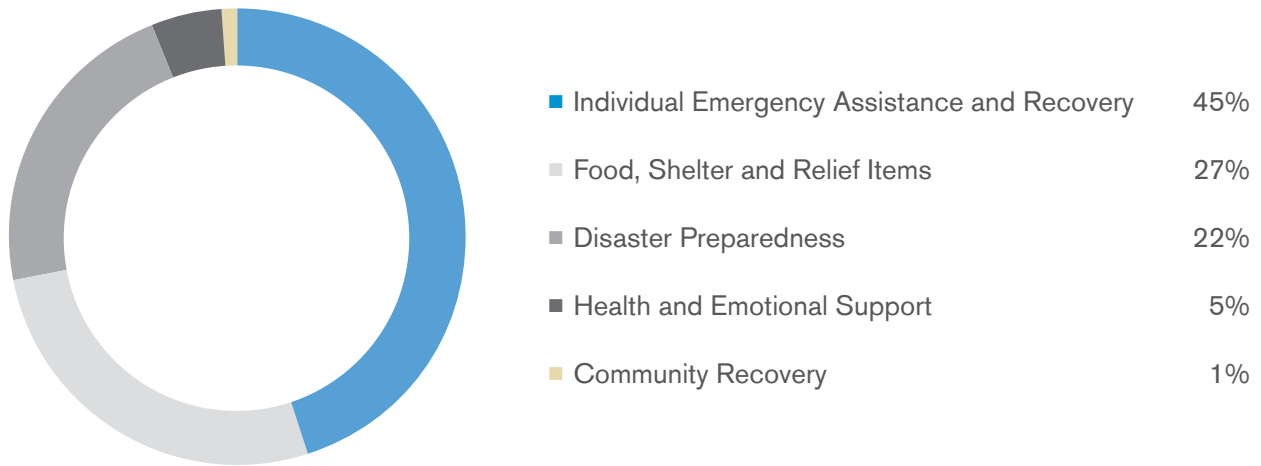 Individual Emergency Assistance and Recovery 45%
Food, Shelter and Relief Items 27%
Disaster Preparedness 22%
Health and Emotional Support 5%
Community Recovery 1%